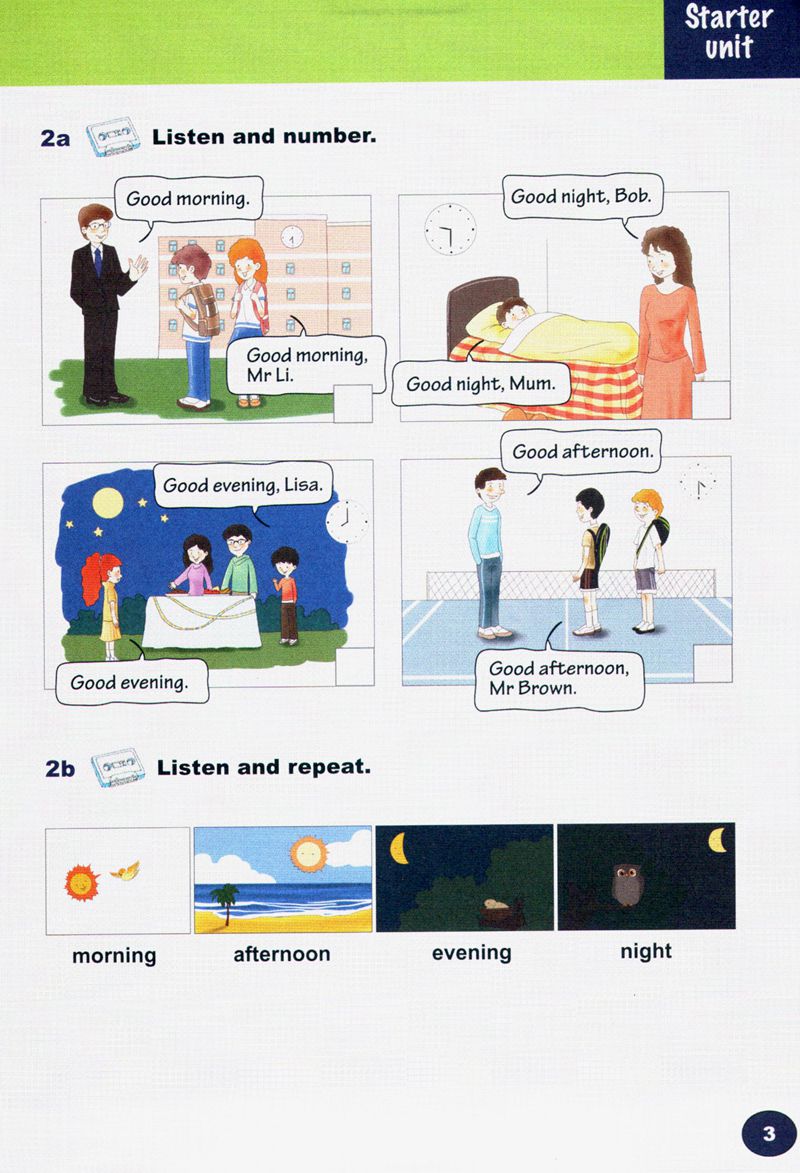 Starter
unit
2a Listen and number.
Good morning.
Good morning,
Mr Li.
Good night, Bob.
Good night, Mum.
Good evening, Lisa.
Good evening.
Good afternoon.
Good afternoon,
Mr Brown.
2b Listen and repeat.
morning afternoon evening night
3